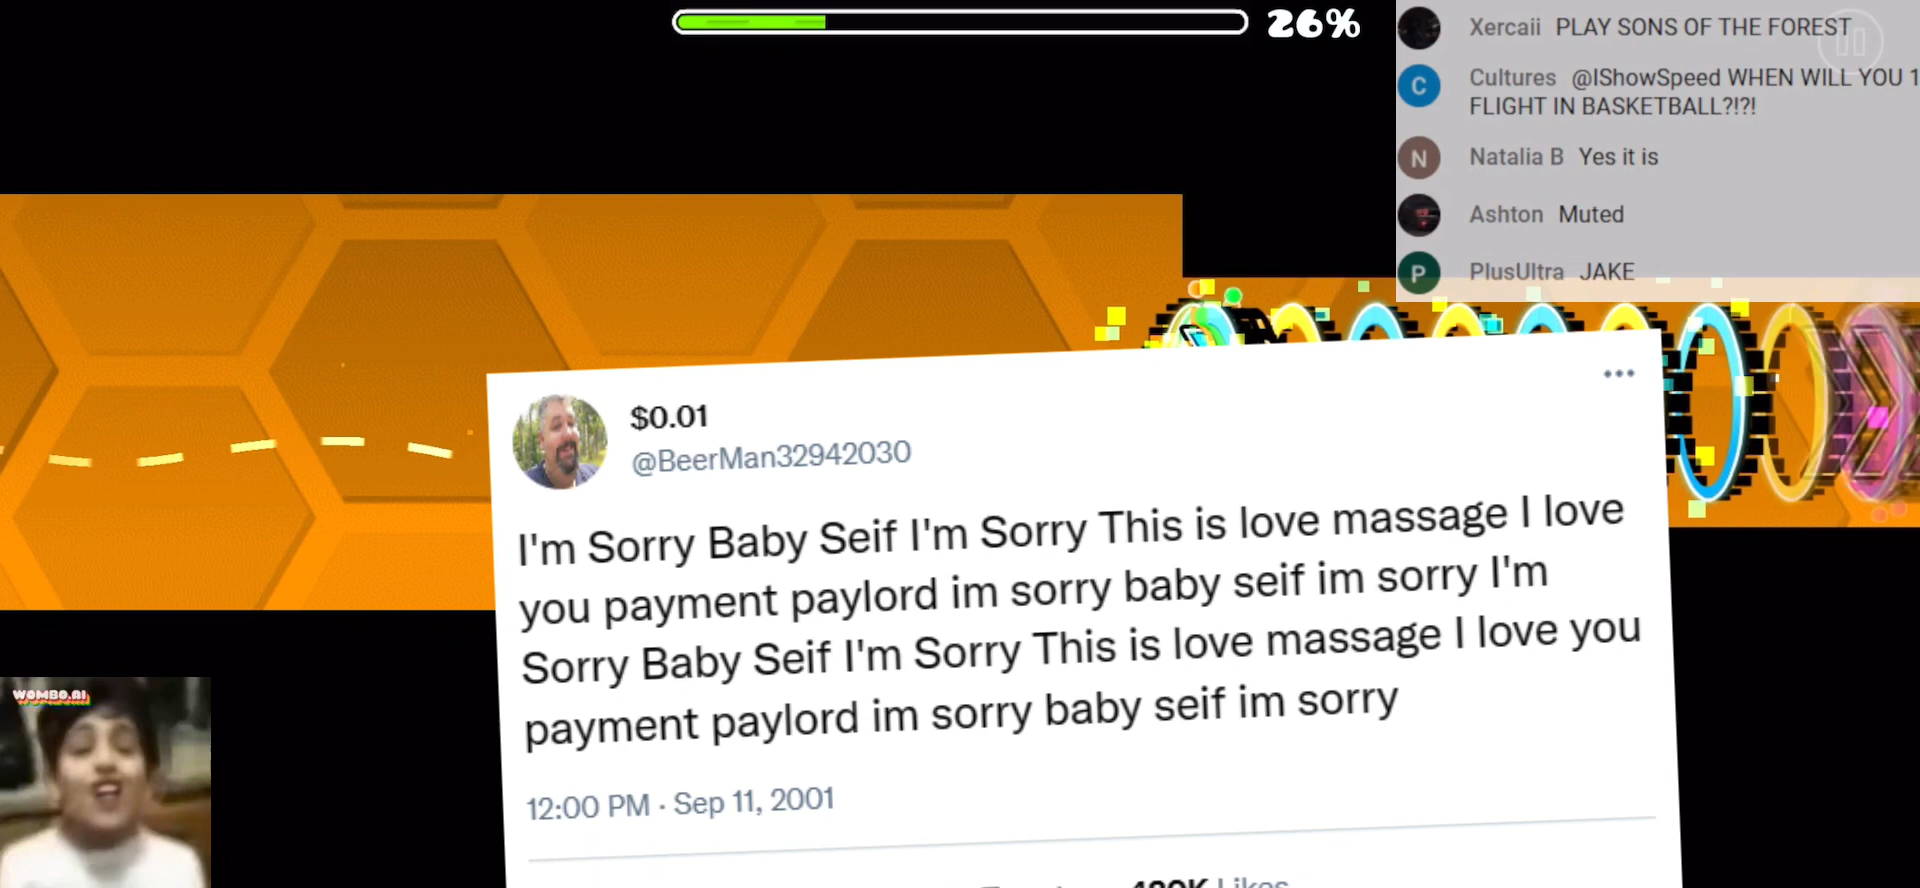 26%
Xercaii PLAY SONS OF THE FOREST
Cultures @IShowSpeed WHEN WILL YOU 1
FLIGHT IN BASKETBALL?!?!
Natalia B Yes it is
Ashton Muted
PlusUltra JAKE
$0.01
@BeerMan32942030
I'm Sorry Baby Seif I'm Sorry This is love massage I love
you payment paylord im sorry baby seif im sorry I'm
Sorry Baby Seif I'm Sorry This is love massage I love you
payment paylord im sorry baby seif im sorry
12:00 PM · Sep 11, 2001
Likes
WOMBO.AI